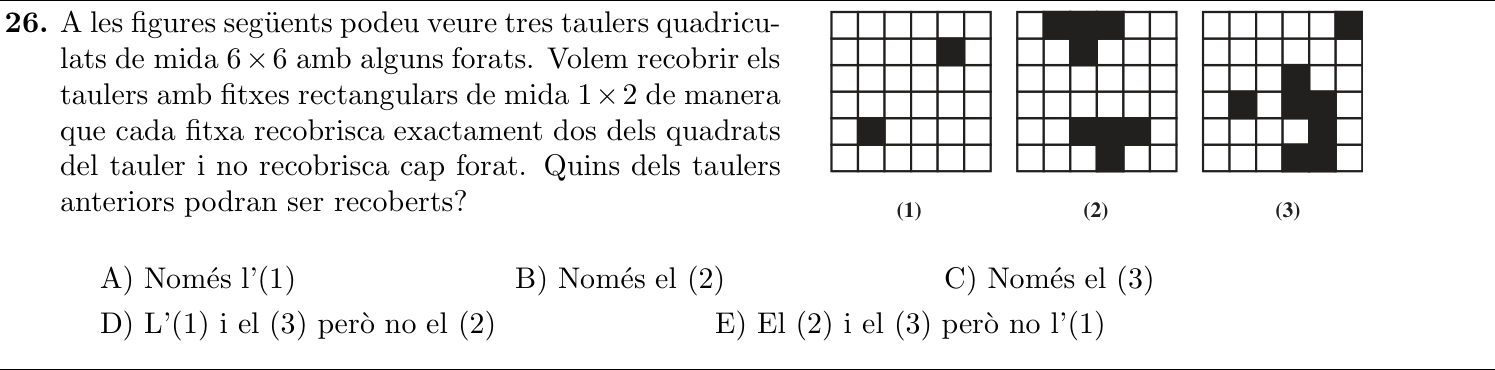 26. A les figures següents podeu veure tres taulers quadricu-
lats de mida 6 × 6 amb alguns forats. Volem recobrir els
taulers amb fitxes rectangulars de mida 1 × 2 de manera
que cada fitxa recobrisca exactament dos dels quadrats
del tauler i no recobrisca cap forat. Quins dels taulers
anteriors podran ser recoberts?
(1) (2) (3)
A) Només l'(1) B) Només el (2) C) Només el (3)
D) L'(1) i el (3) però no el (2) E) El (2) i el (3) però no l'(1)